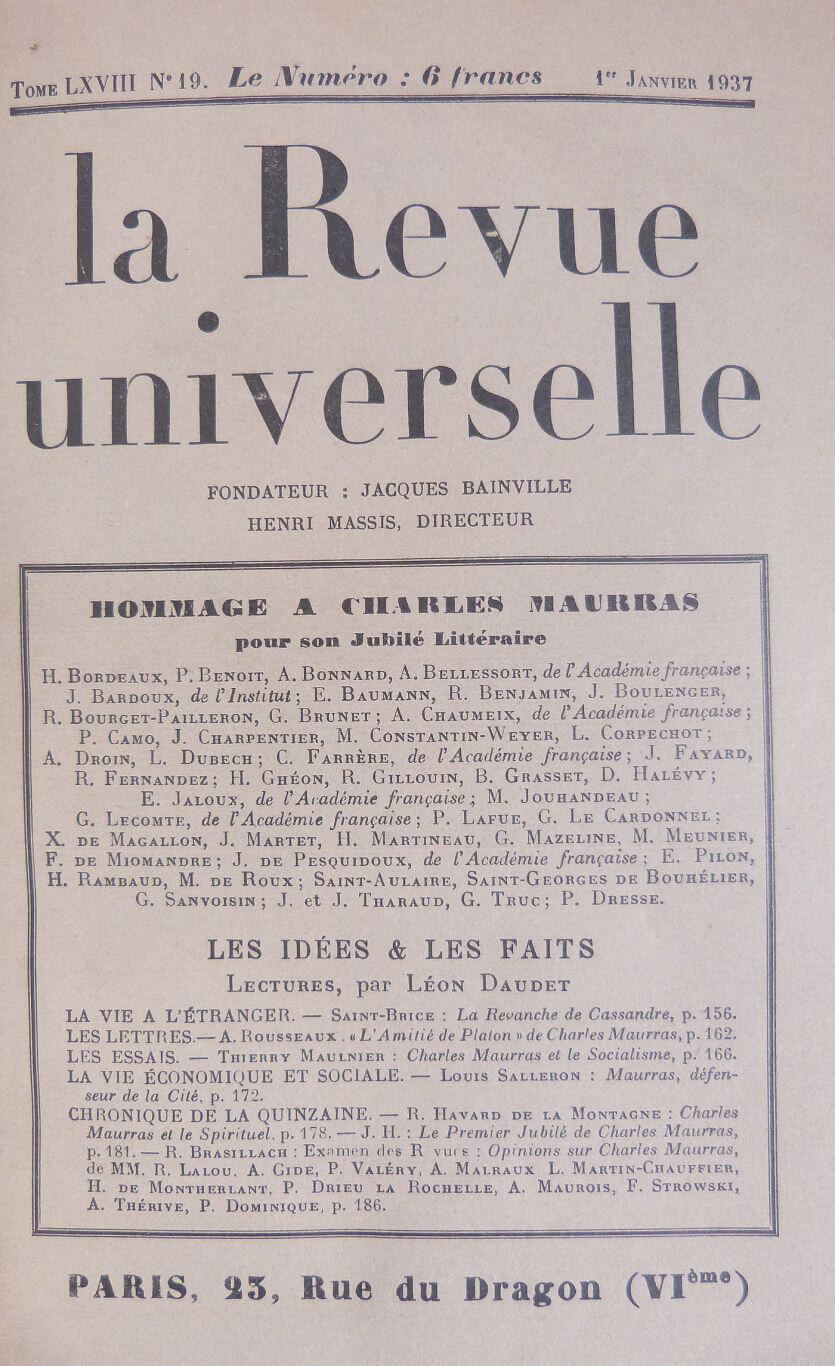 TOME LXVIII N° 19. Le Numéro : 6 francs 1er JANVIER 1937
la Revue
universelle
FONDATEUR : JACQUES BAINVILLE
HENRI MASSIS, DIRECTEUR
HOMMAGE A CHARLES MAURRAS
pour son Jubilé Littéraire
H. BORDEAUX, P. BENOIT, A. BONNARD, A. BELLESSORT, de l'Académie française ;
J. BARDOUX, de l'Institut ; E. BAUMANN, R. BENJAMIN, J. BOULENGER,
R. BOURGET-PAILLERON, G. BRUNET ; A. CHAUMEIX, de l'Académie française ;
P. CAMO, J. CHARPENTIER, M. CONSTANTIN-WEYER, L. CORPECHOT ;
A. DROIN, L. DUBECH ; C. FARRÈRE, de l'Académie française ; J. FAYARD,
R. FERNANDEZ ; H. GHÉON, R. GILLOUIN, B. GRASSET, D. HALÉVY ;
E. JALOUX, de l'Académie française ; M. JOUHANDEAU ;
G. LECOMTE, de l'Académie française ; P. LAFUE, G. LE CARDONNEL ;
X. DE MAGALLON, J. MARTET, H. MARTINEAU, G. MAZELINE, M. MEUNIER,
F. DE MIOMANDRE ; J. DE PESQUIDOUX, de l'Académie française ; E. PILON,
H. RAMBAUD, M. DE ROUX ; SAINT-AULAIRE, SAINT-GEORGES DE BOUHÉLIER,
G. SANVOISIN ; J. et J. THARAUD, G. TRUC ; P. DRESSE.
LES IDÉES & LES FAITS
LECTURES, par LÉON DAUDET
LA VIE A L'ÉTRANGER. — SAINT-BRICE : La Revanche de Cassandre, p. 156.
LES LETTRES.— A. ROUSSEAUX . « L'Amitié de Platon » de Charles Maurras, p. 162.
LES ESSAIS. — THIERRY MAULNIER : Charles Maurras et le Socialisme, p. 166.
LA VIE ÉCONOMIQUE ET SOCIALE. — LOUIS SALLERON : Maurras, défen-
seur de la Cité, p. 172.
CHRONIQUE DE LA QUINZAINE. — R. HAVARD DE LA MONTAGNE : Charles
Maurras et le Spirituel, p. 178. — J. H. : Le Premier Jubilé de Charles Maurras,
p. 181. — R. BRASILLACH : Examen des R vues : Opinions sur Charles Maurras,
de MM. R. LALOU, A. GIDE, P. VALÉRY, A. MALRAUX L. MARTIN-CHAUFFIER,
H. DE MONTHERLANT, P. DRIEU LA ROCHELLE, A. MAUROIS, F. STROWSKI,
A. THÉRIVE, P. DOMINIQUE, p. 186.
PARIS, 23, Rue du Dragon (VIème)